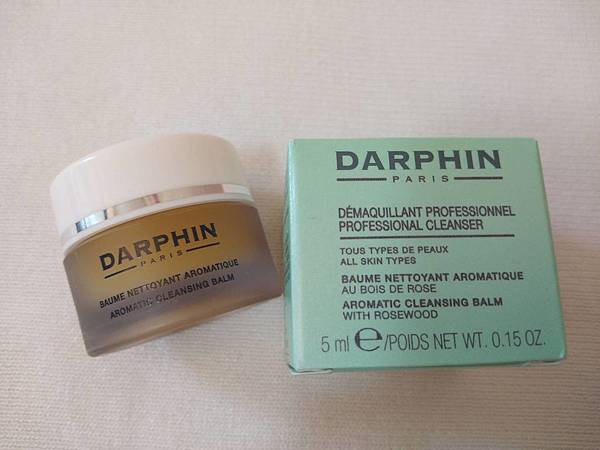 DARPHIN
PARIS
BAUME NETTOYANT AROMATIQUE
AROMATIC CLEANSING BALM
DARPHIN
PARIS
DÉMAQUILLANT PROFESSIONNEL
PROFESSIONAL CLEANSER
TOUS TYPES DE PEAUX
ALL SKIN TYPES
BAUME NETTOYANT AROMATIQUE
AU BOIS DE ROSE
AROMATIC CLEANSING BALM
WITH ROSEWOOD
5 ml ℮/POIDS NET WT. 0.15 OZ.